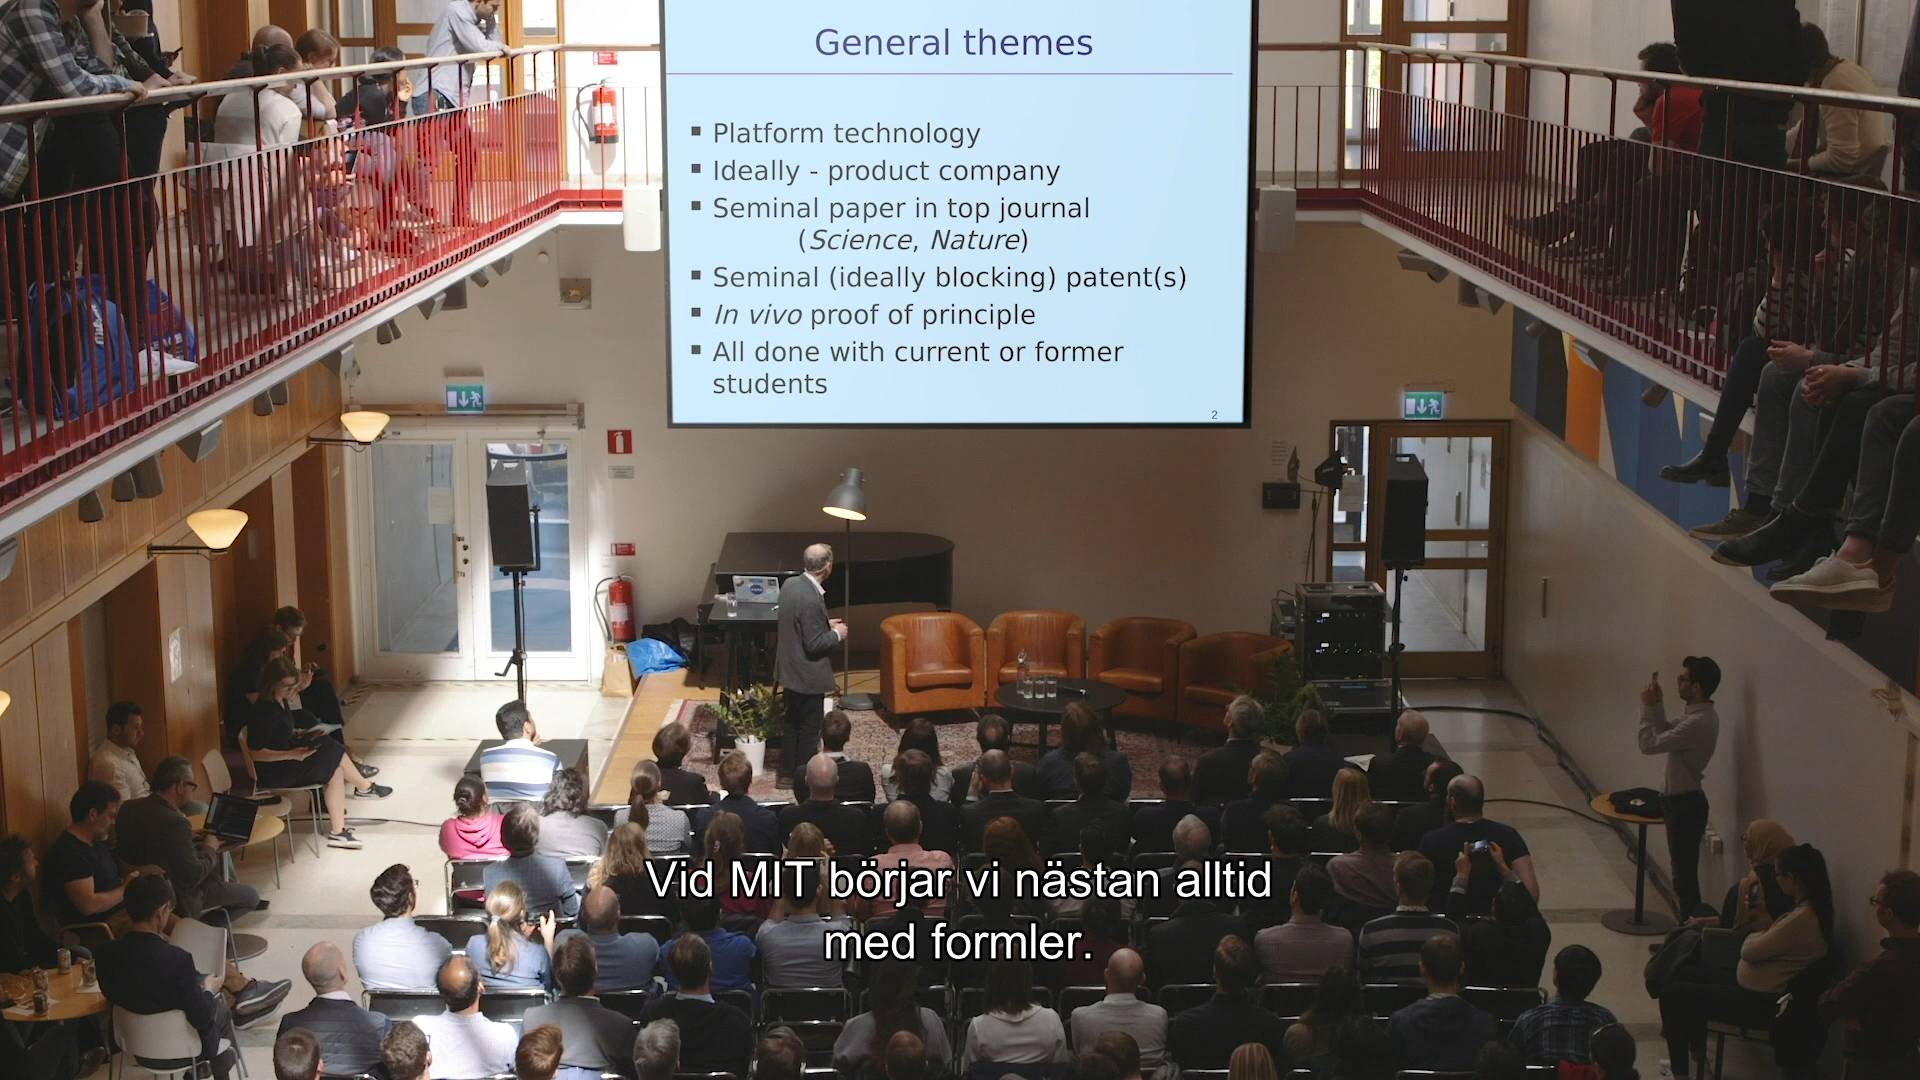 General themes
▪ Platform technology
▪ Ideally - product company
▪ Seminal paper in top journal
(Science, Nature)
▪ Seminal (ideally blocking) patent(s)
▪ In vivo proof of principle
▪ All done with current or former
students
2
Vid MIT börjar vi nästan alltid
med formler.